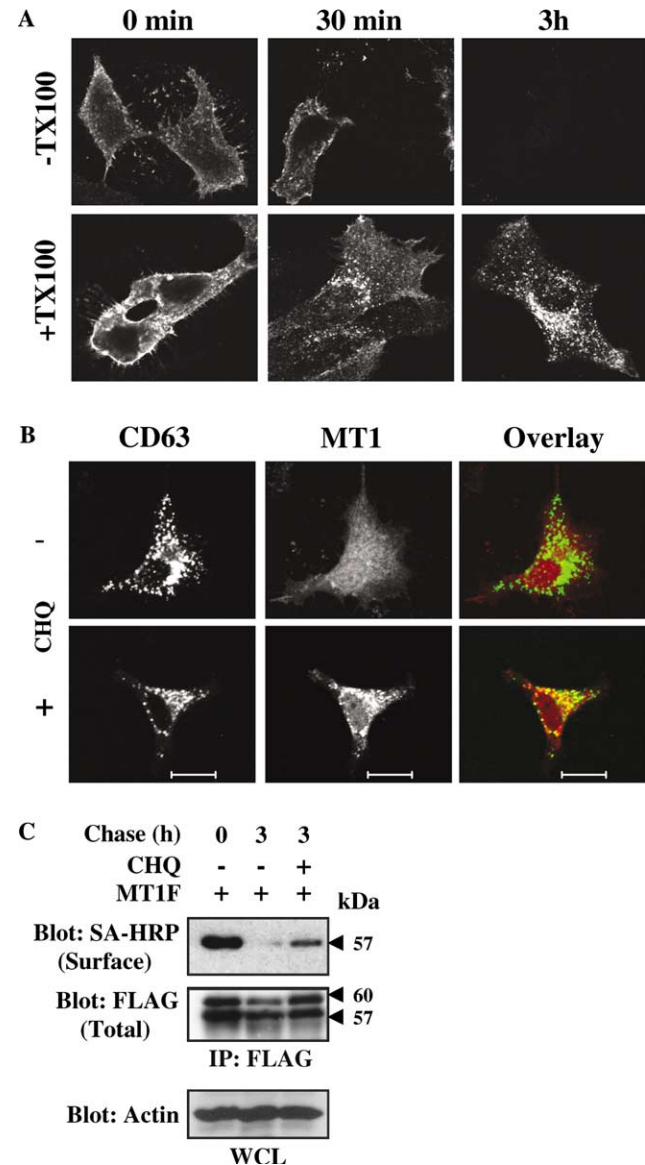 A
0 min 30 min 3h
-TX100
+TX100
B
CD63 MT1 Overlay
-
CHQ
+
C
Chase (h) 0 3 3
CHQ - - +
MT1F + + +
kDa
Blot: SA-HRP
(Surface)
57
Blot: FLAG
(Total)
60
57
IP: FLAG
Blot: Actin
WCL